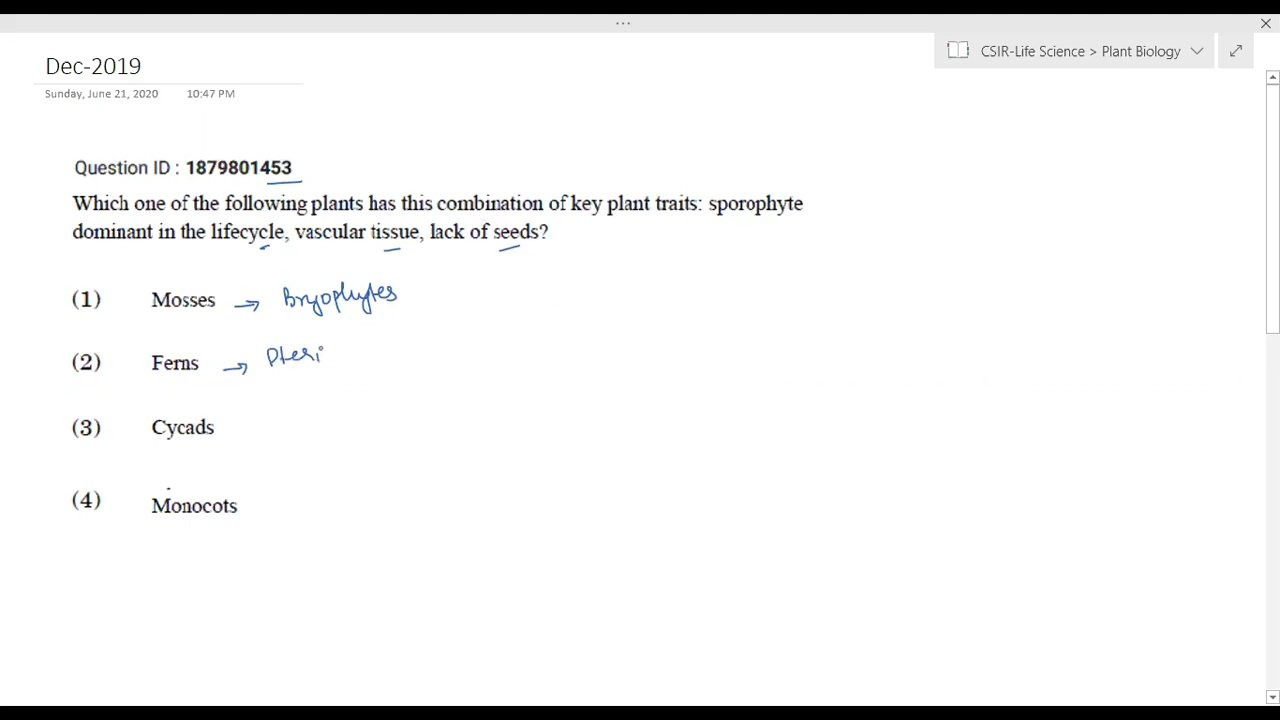 CSIR-Life Science > Plant Biology
Dec-2019
Sunday, June 21, 2020 10:47 PM
Question ID : 1879801453
Which one of the following plants has this combination of key plant traits: sporophyte
dominant in the lifecycle, vascular tissue, lack of seeds?
(1) Mosses → Bryophytes
(2) Ferns → Pteri
(3) Cycads
(4) Monocots